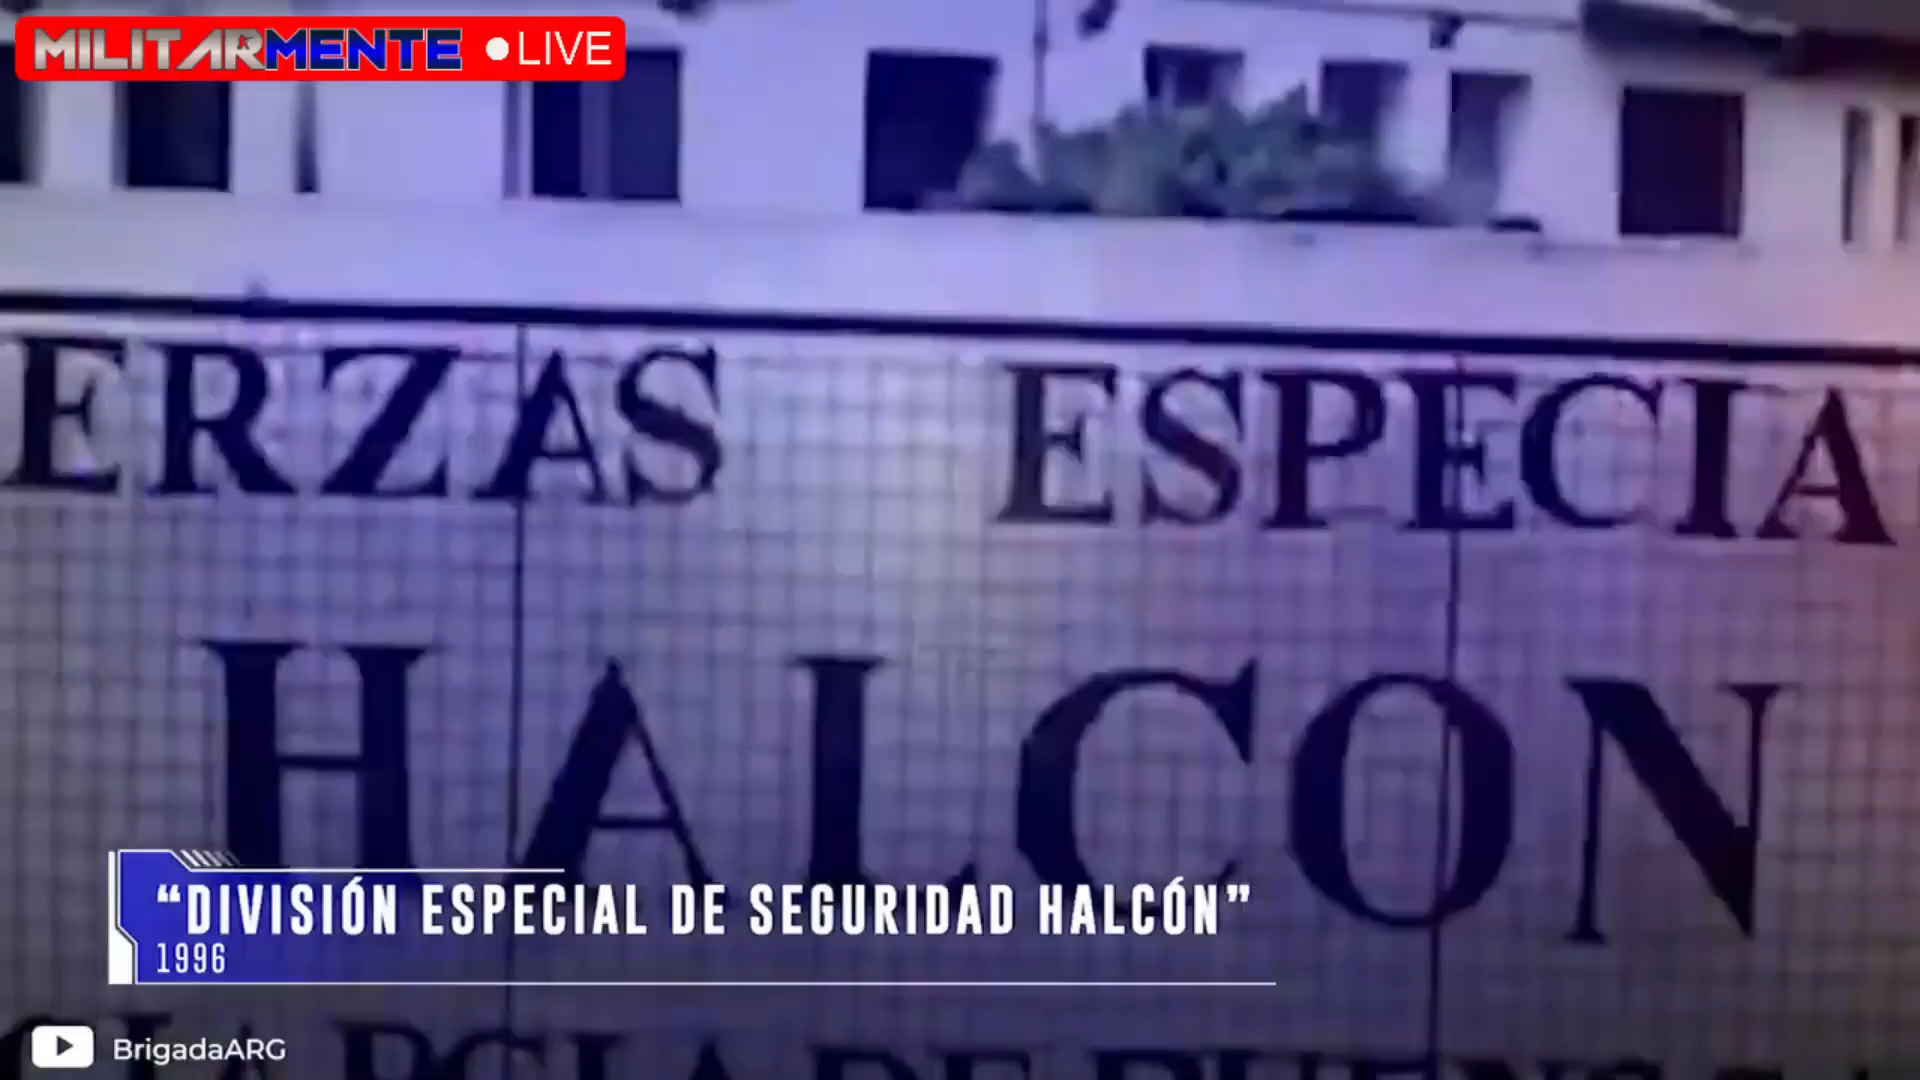 MILITARMENTE LIVE
ERZAS ESPECIA
HALCON
“DIVISIÓN ESPECIAL DE SEGURIDAD HALCÓN”
1996
BrigadaARG